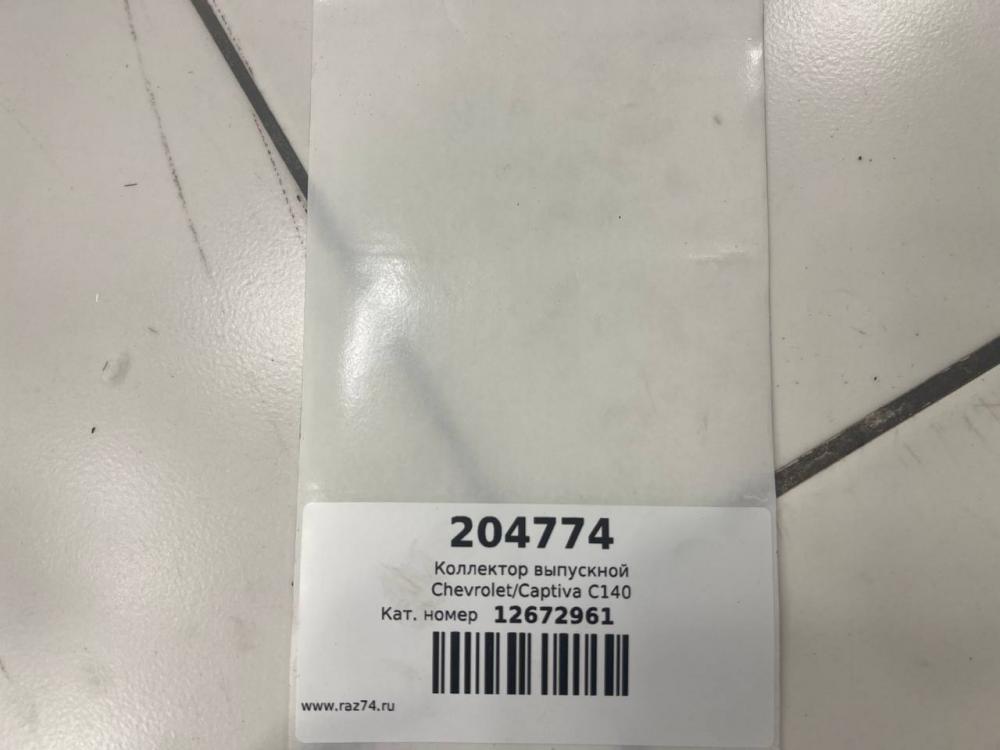 204774
Коллектор выпускной
Chevrolet/Captiva C140
Кат. номер 12672961
www.raz74.ru